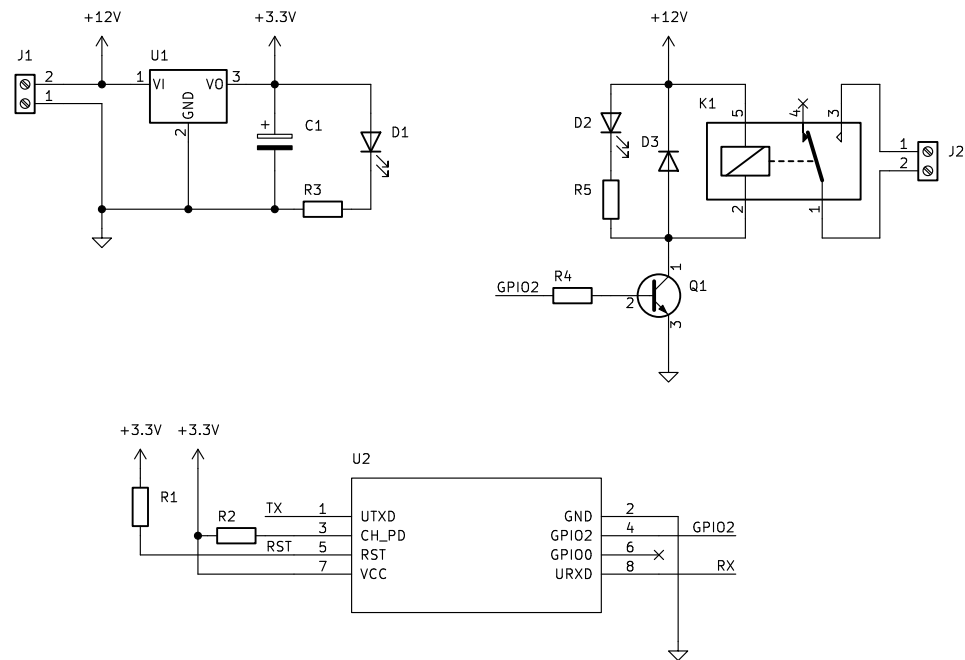 +12V
+3.3V
J1
2
1
U1
1 VI
VO 3
GND
2
+
C1
D1
R3
+12V
K1
5
4
3
D2
D3
R5
2
1
1
2
J2
GPIO2
R4
2
1
Q1
3
+3.3V +3.3V
R1
R2
U2
TX 1 UTXD
3 CH_PD
RST 5 RST
7 VCC
GND 2
GPIO2 4 GPIO2
GPIO0 6
URXD 8 RX